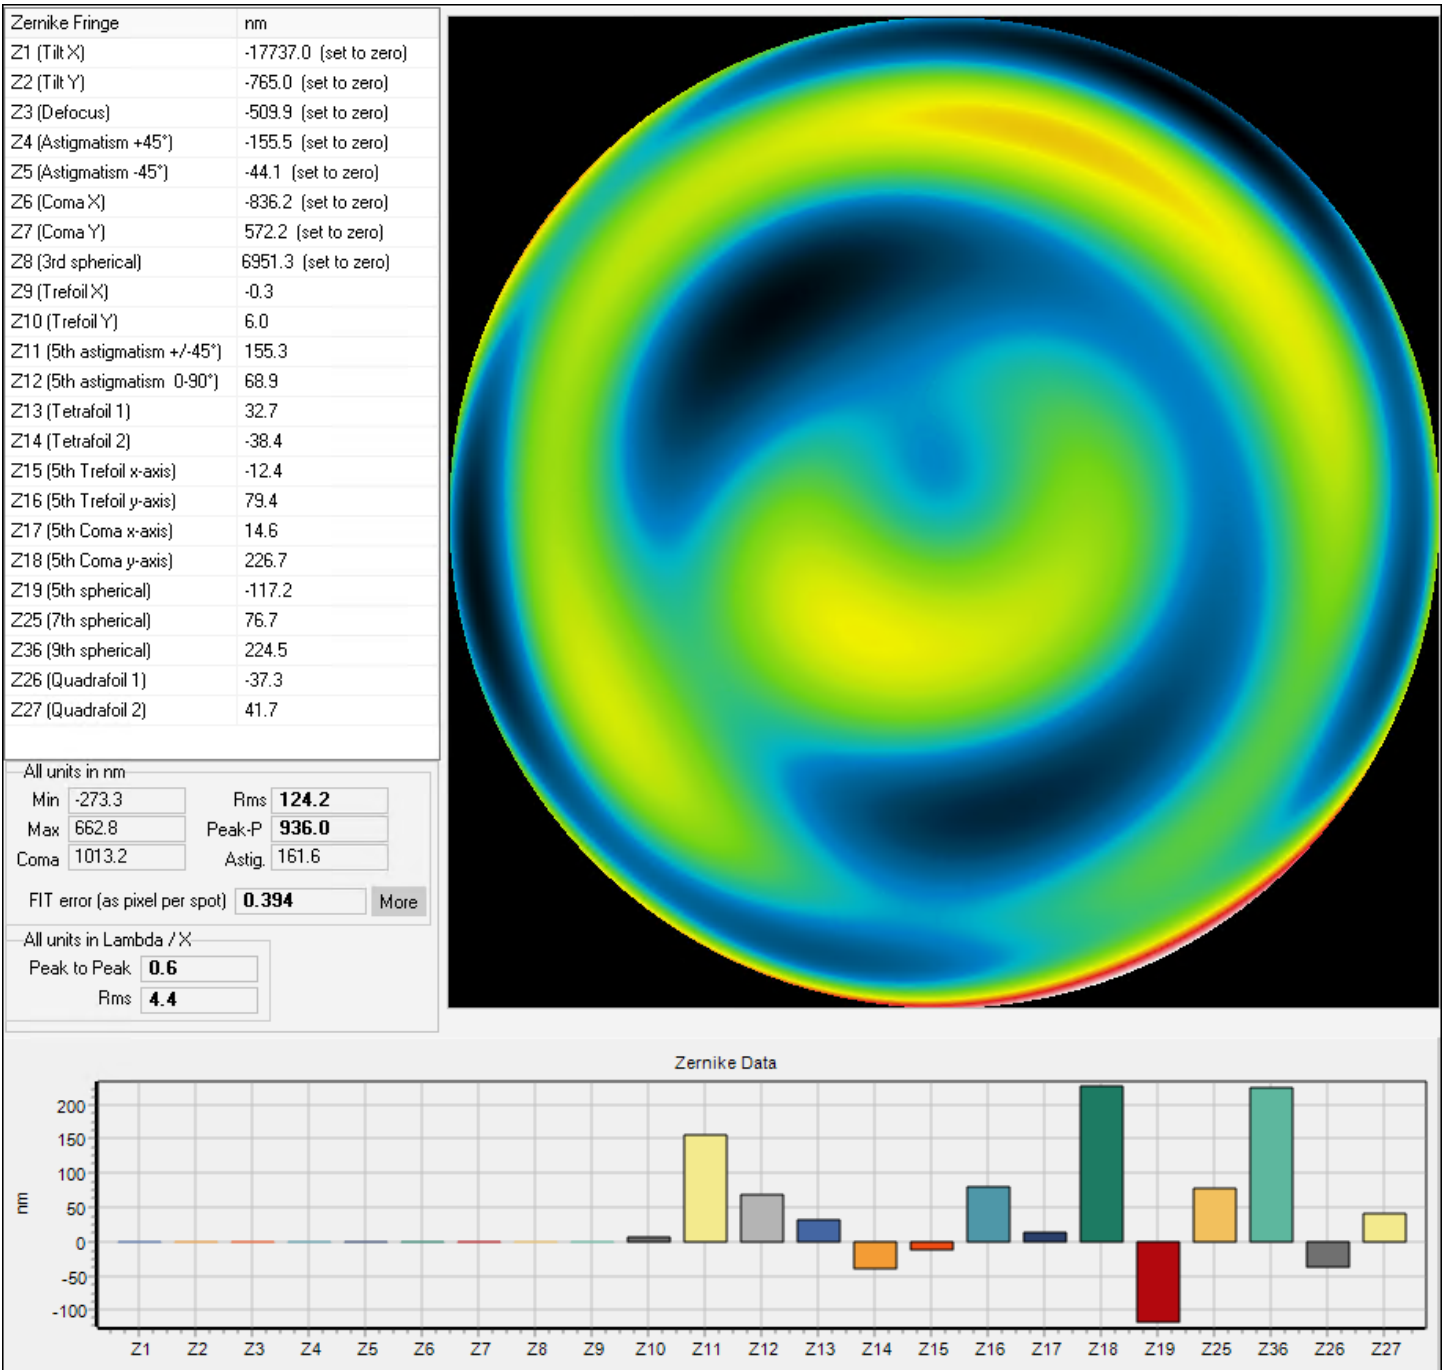 Zernike Fringe nm
Z1 (Tilt X) -17737.0 (set to zero)
Z2 (Tilt Y) -765.0 (set to zero)
Z3 (Defocus) -509.9 (set to zero)
Z4 (Astigmatism +45°) -155.5 (set to zero)
Z5 (Astigmatism -45°) -44.1 (set to zero)
Z6 (Coma X) -836.2 (set to zero)
Z7 (Coma Y) 572.2 (set to zero)
Z8 (3rd spherical) 6951.3 (set to zero)
Z9 (Trefoil X) -0.3
Z10 (Trefoil Y) 6.0
Z11 (5th astigmatism +/-45°) 155.3
Z12 (5th astigmatism 0-90°) 68.9
Z13 (Tetrafoil 1) 32.7
Z14 (Tetrafoil 2) -38.4
Z15 (5th Trefoil x-axis) -12.4
Z16 (5th Trefoil y-axis) 79.4
Z17 (5th Coma x-axis) 14.6
Z18 (5th Coma y-axis) 226.7
Z19 (5th spherical) -117.2
Z25 (7th spherical) 76.7
Z36 (9th spherical) 224.5
Z26 (Quadrafoil 1) -37.3
Z27 (Quadrafoil 2) 41.7
All units in nm
Min -273.3 Rms 124.2
Max 662.8 Peak-P 936.0
Coma 1013.2 Astig. 161.6
FIT error (as pixel per spot) 0.394 More
All units in Lambda / X
Peak to Peak 0.6
Rms 4.4
Zernike Data
200
150
100
50
0
-50
-100
nm
Z1 Z2 Z3 Z4 Z5 Z6 Z7 Z8 Z9 Z10 Z11 Z12 Z13 Z14 Z15 Z16 Z17 Z18 Z19 Z25 Z36 Z26 Z27